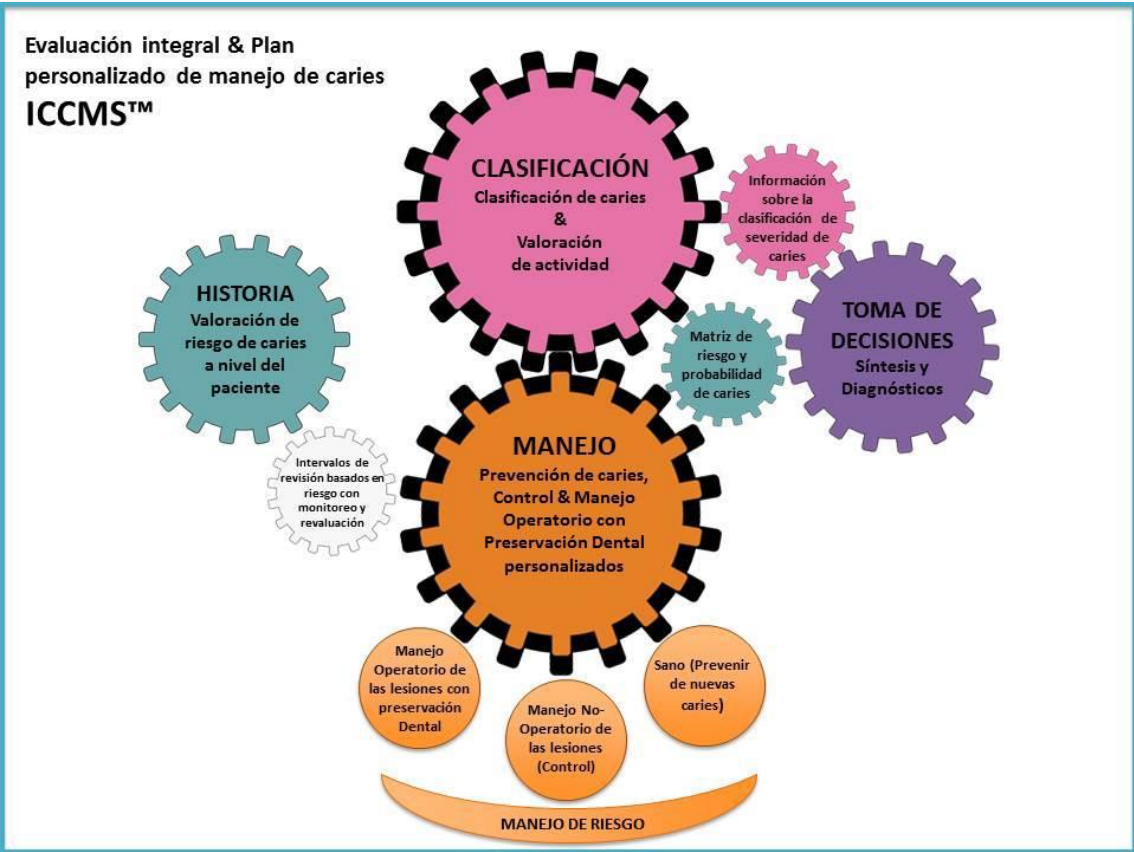 Evaluación integral & Plan
personalizado de manejo de caries
ICCMS™
CLASIFICACIÓN
Clasificación de caries
&
Valoración
de actividad
Información
sobre la
clasificación de
severidad de
caries
HISTORIA
Valoración de
riesgo de caries
a nivel del
paciente
TOMA DE
DECISIONES
Síntesis y
Diagnósticos
Matriz de
riesgo y
probabilidad
de caries
MANEJO
Prevención de caries,
Control & Manejo
Operatorio con
Preservación Dental
personalizados
Intervalos de
revisión basados en
riesgo con
monitoreo y
revaluación
Manejo
Operatorio de
las lesiones con
preservación
Dental
Manejo No-
Operatorio de
las lesiones
(Control)
Sano (Prevenir
de nuevas
caries)
MANEJO DE RIESGO